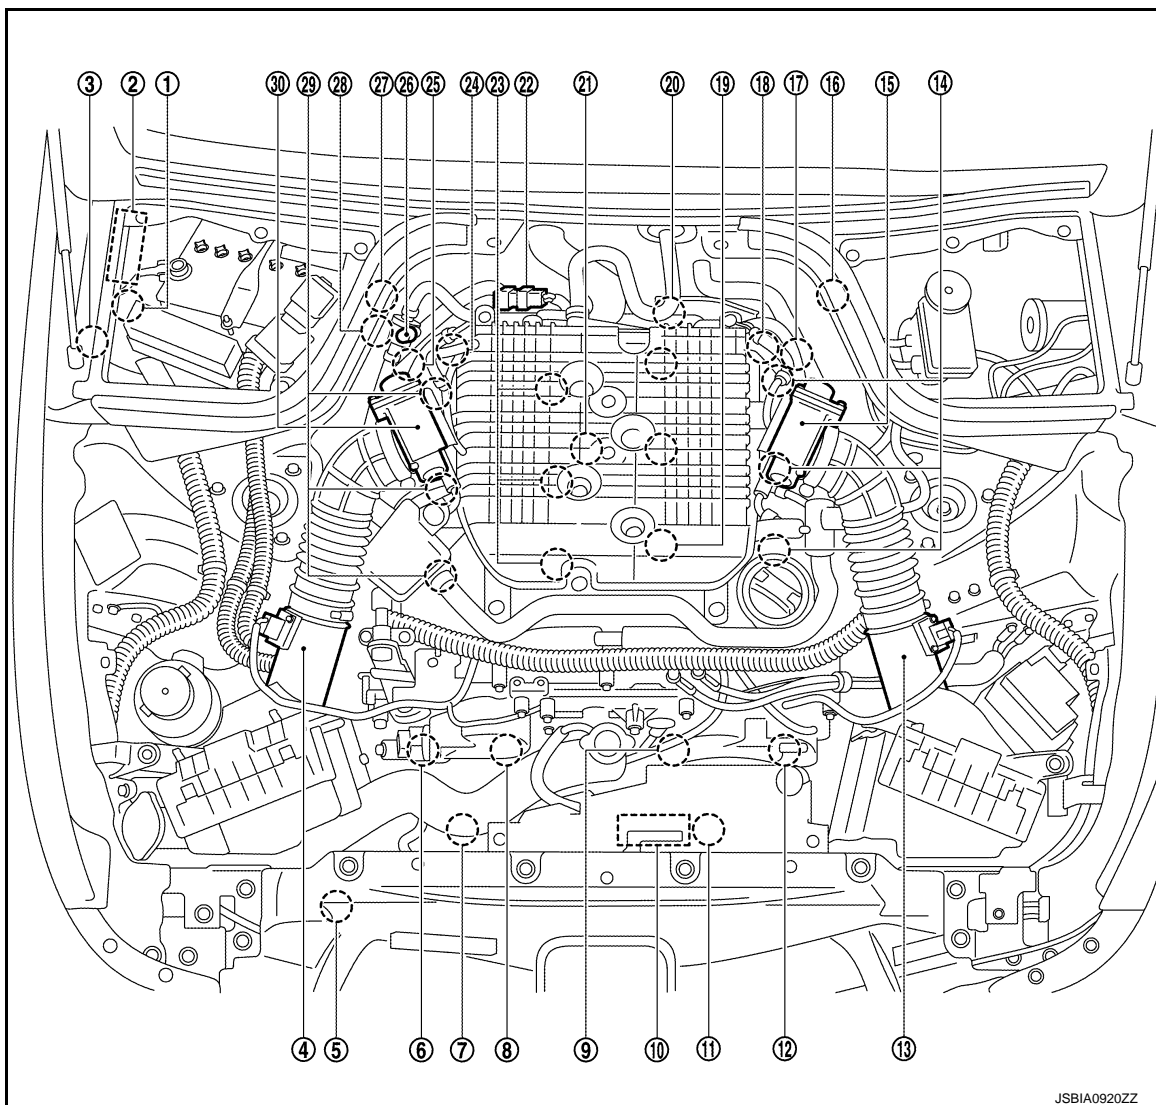 ③ ② ① ㉚ ㉙ ㉘ ㉗ ㉖ ㉕ ㉔ ㉓ ㉒ ㉑ ⑳ ⑲ ⑱ ⑰ ⑯ ⑮ ⑭
④ ⑤ ⑥ ⑦ ⑧ ⑨ ⑩ ⑪ ⑫ ⑬
JSBIA0920ZZ